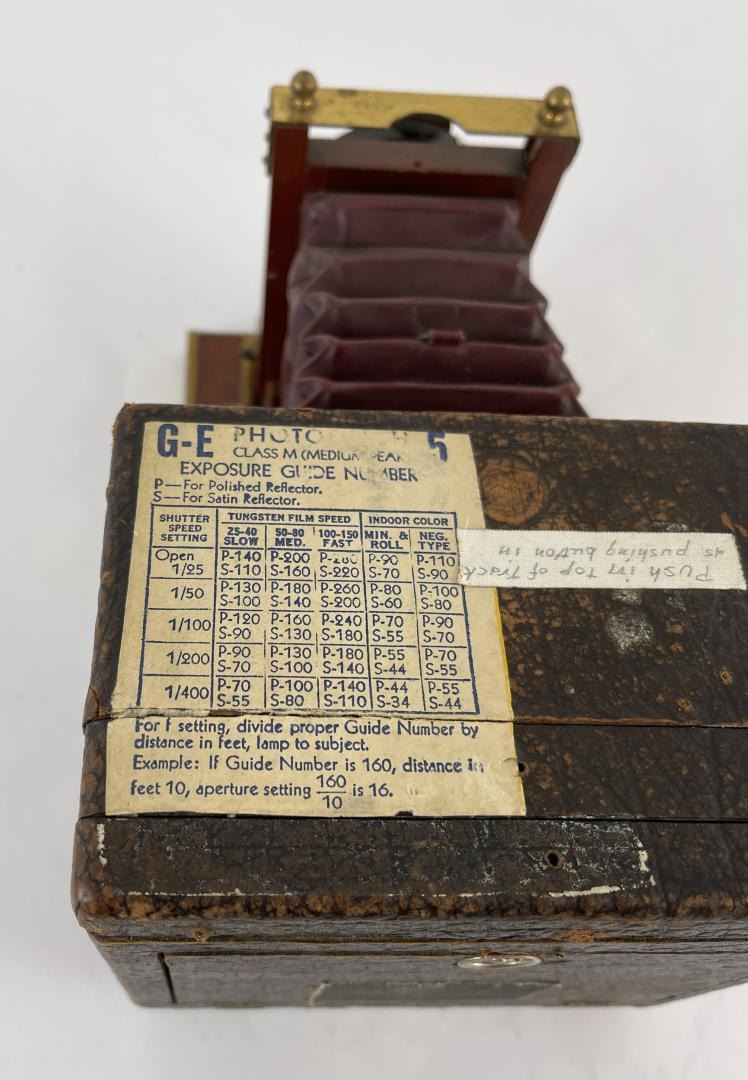 G-E PHOTO 5
CLASS M (MEDIUM PEAK
EXPOSURE GUIDE NUMBER
P—For Polished Reflector.
S—For Satin Reflector.
SHUTTER SPEED SETTING TUNGSTEN FILM SPEED INDOOR COLOR
25-40 SLOW 50-80 MED. 100-150 FAST MIN. & ROLL NEG. TYPE
Open P-140 P-200 P-90 P-110
1/25 S-110 S-160 S-220 S-70 S-90
1/50 P-130 P-180 P-260 P-80 P-100
S-100 S-140 S-200 S-60 S-80
1/100 P-120 P-160 P-240 P-70 P-90
S-90 S-130 S-180 S-55 S-70
1/200 P-90 P-130 P-180 P-55 P-70
S-70 S-100 S-140 S-44 S-55
1/400 P-70 P-100 P-140 P-44 P-55
S-55 S-80 S-110 S-34 S-44
For f setting, divide proper Guide Number by
distance in feet, lamp to subject.
Example: If Guide Number is 160, distance in
feet 10, aperture setting 160/10 is 16.
Push in top of Track
as pushing button in